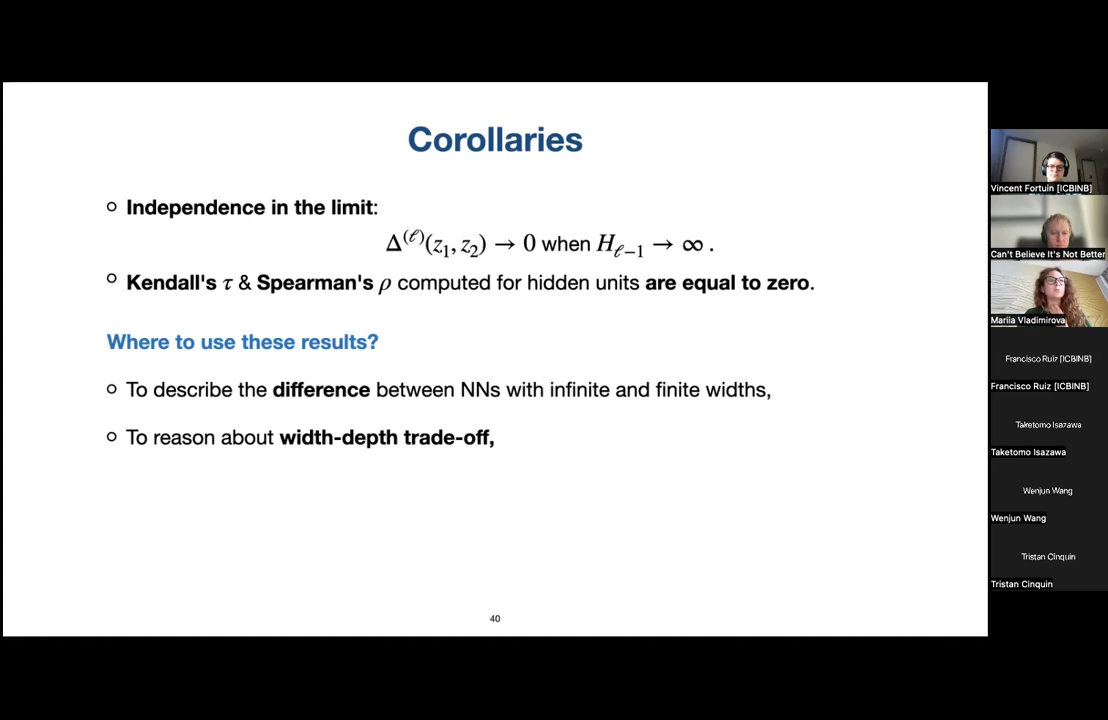 Corollaries
Independence in the limit:
Δ^(ℓ)(z₁, z₂) → 0 when H_ℓ₋₁ → ∞ .
Kendall's τ & Spearman's ρ computed for hidden units are equal to zero.
Where to use these results?
To describe the difference between NNs with infinite and finite widths,
To reason about width-depth trade-off,
40
Vincent Fortuin [ICBINB]
Can't Believe It's Not Better
Mariia Vladimirova
Francisco Ruiz [ICBINB]
Francisco Ruiz [ICBINB]
Taketomo Isazawa
Taketomo Isazawa
Wenjun Wang
Wenjun Wang
Tristan Cinquin
Tristan Cinquin